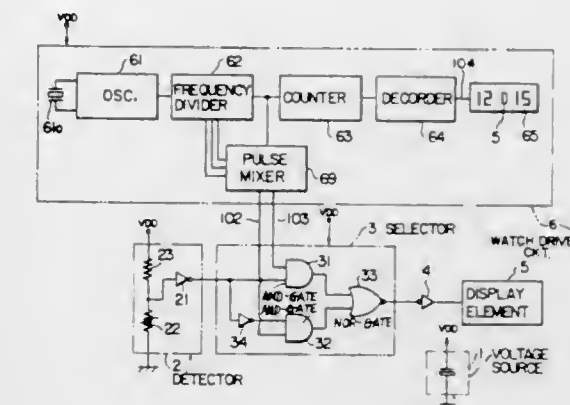 VDD
61
62
104
OSC.
FREQUENCY
DIVIDER
COUNTER
DECORDER
12 0 15
61a
63
64
5
65
PULSE
MIXER
69
102
103
VDD
3 SELECTOR
6
WATCH DRIVE
CKT.
VDD
23
31
33
4
5
21
AND-GATE
AND-GATE
DISPLAY
ELEMENT
22
34
32
NOR-GATE
VDD
2
DETECTOR
1
VOLTAGE
SOURCE